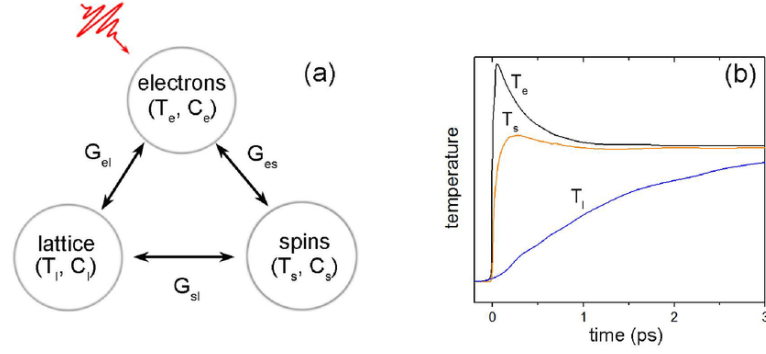 (a)
electrons
(Tₑ, Cₑ)
Gₑₗ
Gₑₛ
lattice
(Tₗ, Cₗ)
spins
(Tₛ, Cₛ)
Gₛₗ
(b)
Tₑ
Tₛ
Tₗ
temperature
0
1
2
3
time (ps)